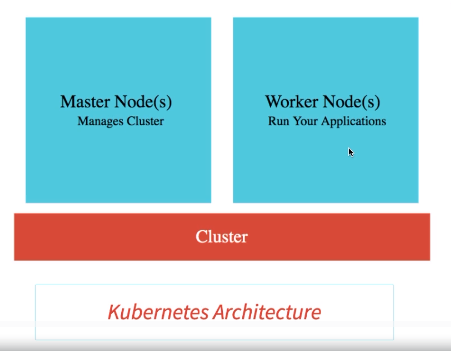 Master Node(s)
Manages Cluster
Worker Node(s)
Run Your Applications
Cluster
Kubernetes Architecture